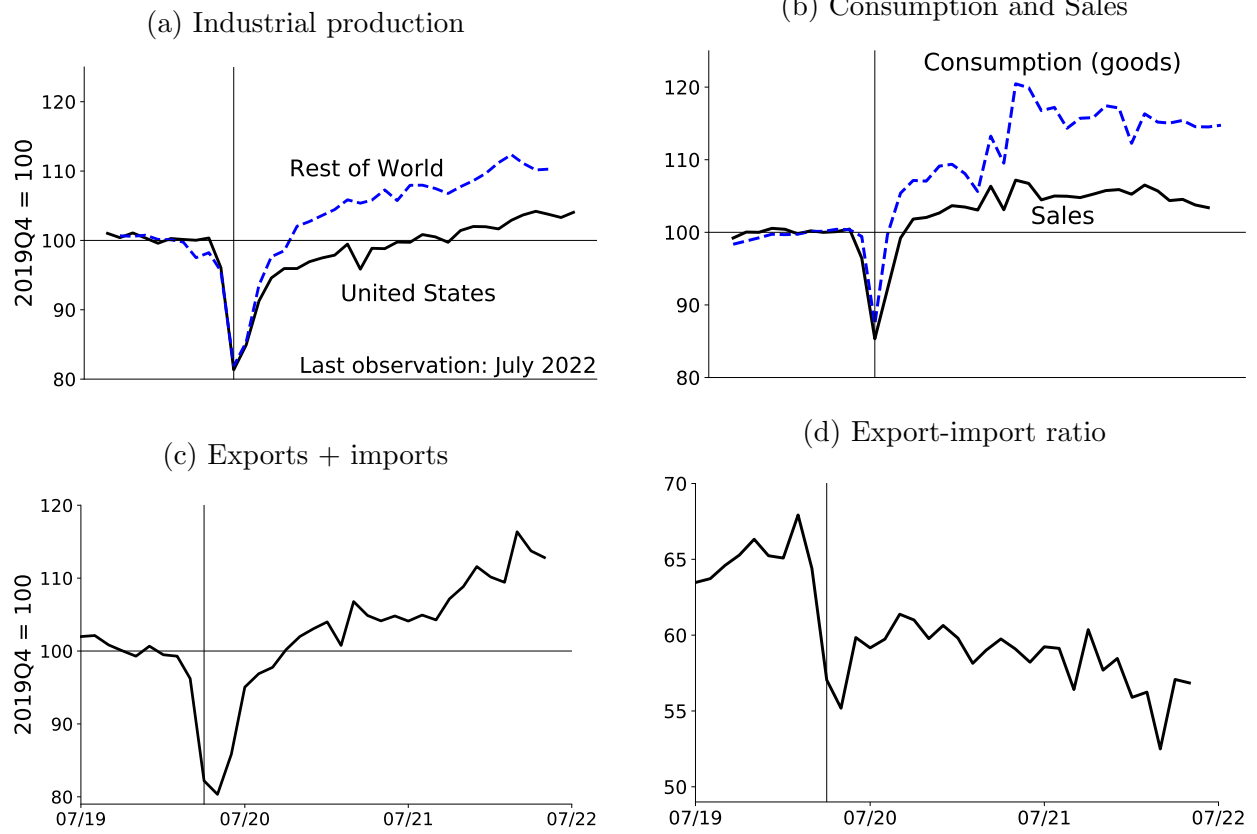 (a) Industrial production
120
110
100
90
80
2019Q4 = 100
Rest of World
United States
Last observation: July 2022
(b) Consumption and Sales
120
110
100
90
80
Consumption (goods)
Sales
(c) Exports + imports
120
110
100
90
80
2019Q4 = 100
07/19 07/20 07/21 07/22
(d) Export-import ratio
70
65
60
55
50
07/19 07/20 07/21 07/22